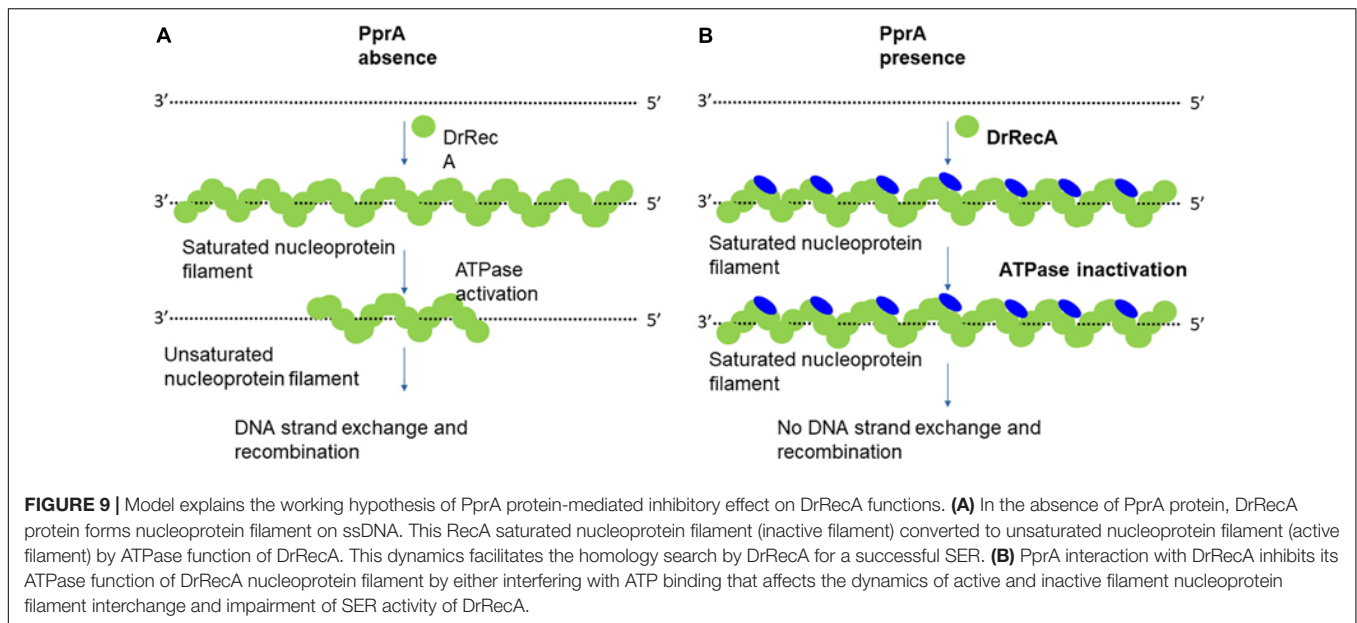 A
PprA
absence
3’
5’
DrRec
A
3’
5’
Saturated nucleoprotein
filament
ATPase
activation
3’
5’
Unsaturated
nucleoprotein filament
DNA strand exchange and
recombination
B
PprA
presence
3’
5’
DrRecA
3’
5’
Saturated nucleoprotein
filament
ATPase inactivation
3’
5’
Saturated nucleoprotein
filament
No DNA strand exchange and
recombination
FIGURE 9 | Model explains the working hypothesis of PprA protein-mediated inhibitory effect on DrRecA functions. (A) In the absence of PprA protein, DrRecA
protein forms nucleoprotein filament on ssDNA. This RecA saturated nucleoprotein filament (inactive filament) converted to unsaturated nucleoprotein filament (active
filament) by ATPase function of DrRecA. This dynamics facilitates the homology search by DrRecA for a successful SER. (B) PprA interaction with DrRecA inhibits its
ATPase function of DrRecA nucleoprotein filament by either interfering with ATP binding that affects the dynamics of active and inactive filament nucleoprotein
filament interchange and impairment of SER activity of DrRecA.